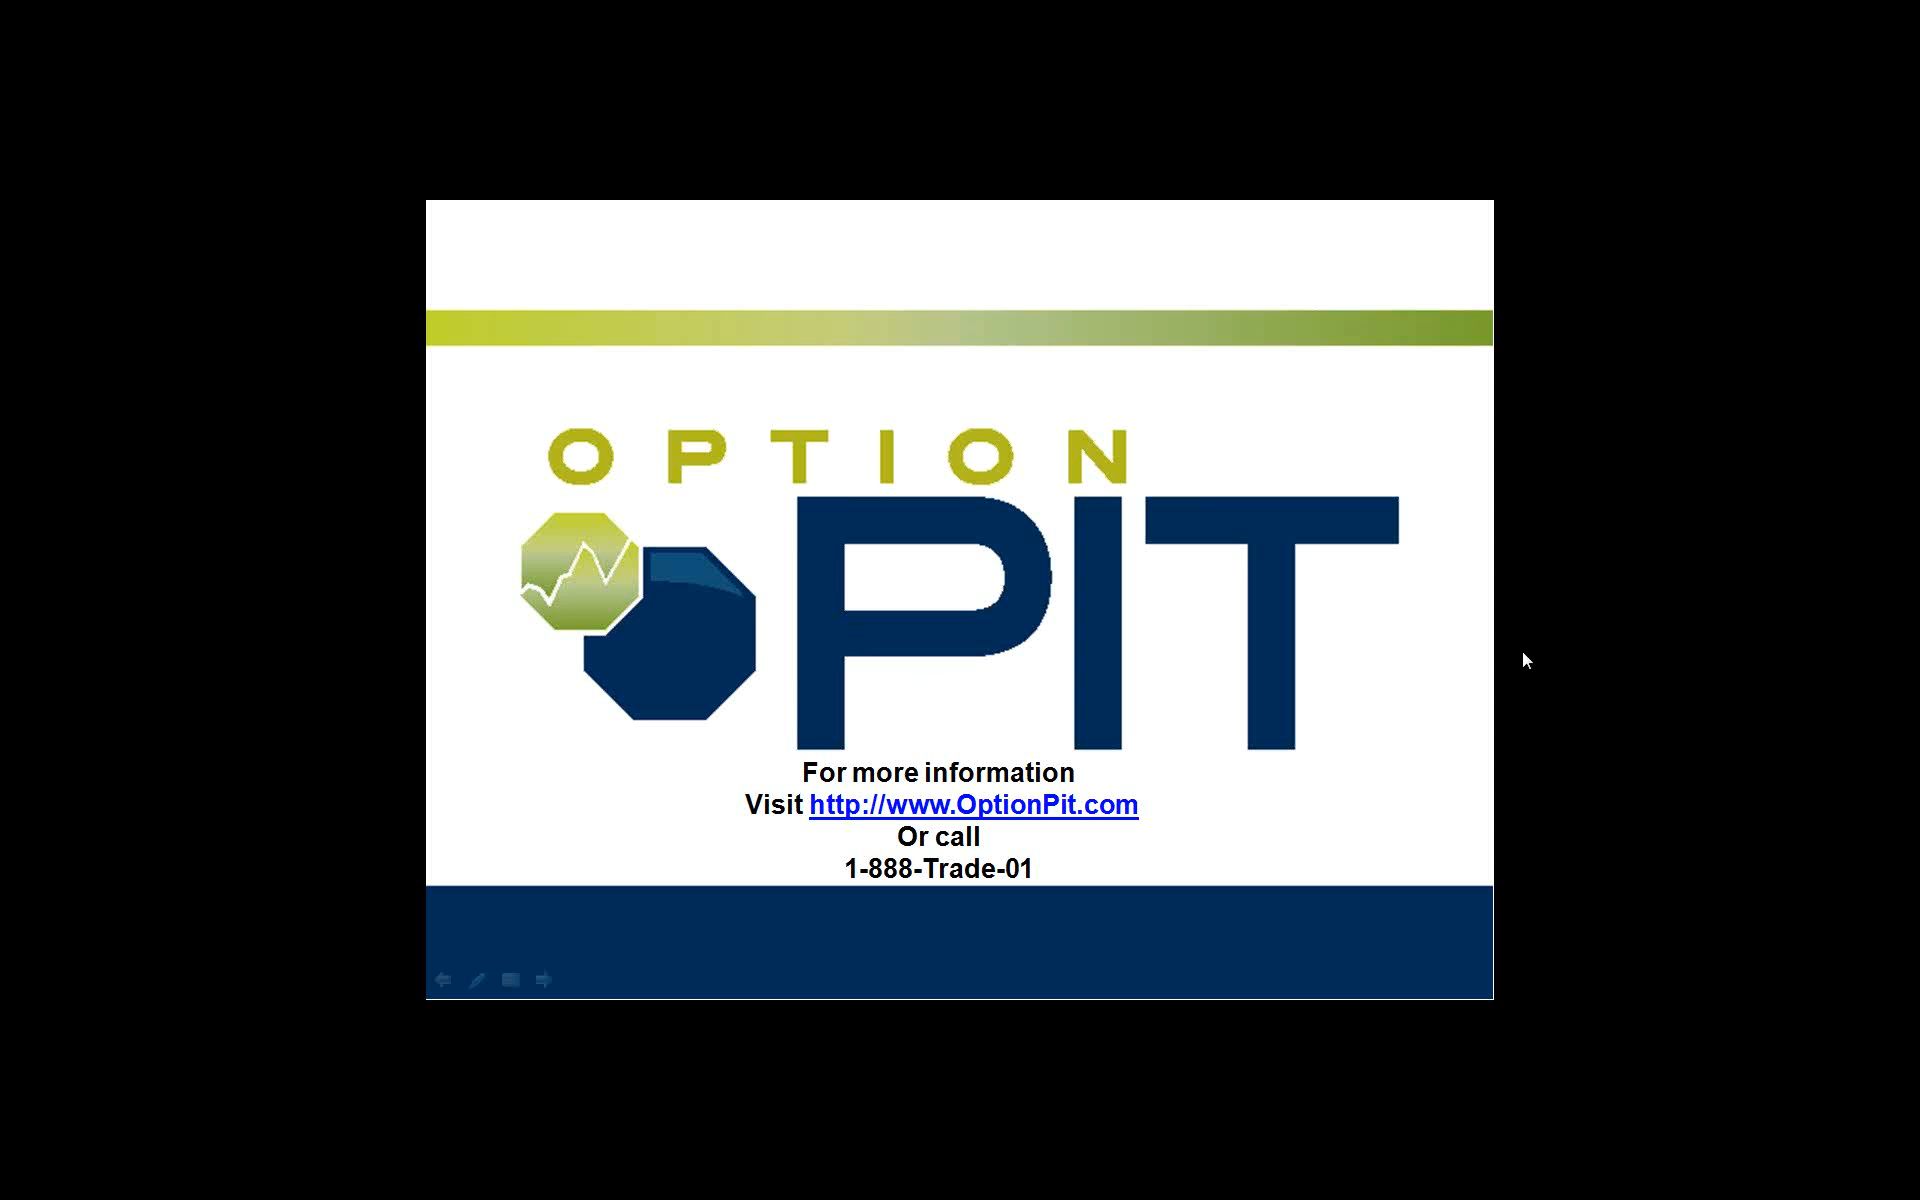 OPTION
PIT
For more information
Visit http://www.OptionPit.com
Or call
1-888-Trade-01